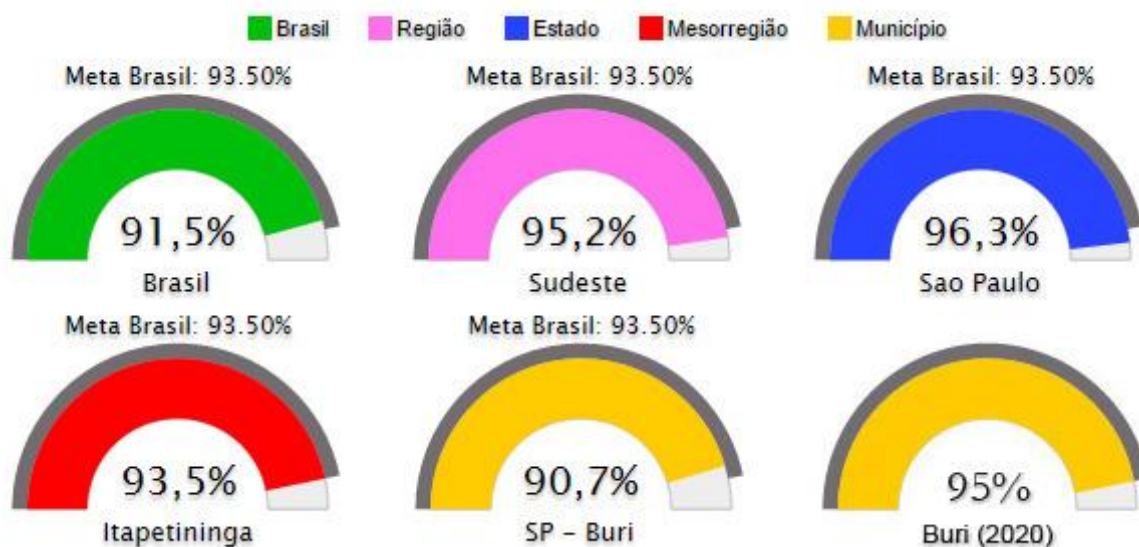 Brasil Região Estado Mesorregião Município
Meta Brasil: 93.50% Meta Brasil: 93.50% Meta Brasil: 93.50%
91,5% 95,2% 96,3%
Brasil Sudeste Sao Paulo
Meta Brasil: 93.50% Meta Brasil: 93.50%
93,5% 90,7% 95%
Itapetininga SP - Buri Buri (2020)